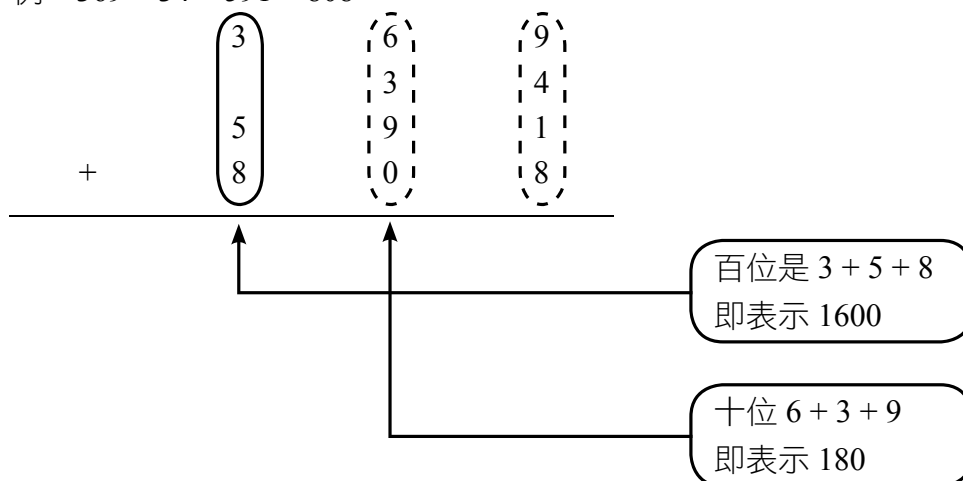 3 6 9
3 4
5 9 1
+ 8 0 8
百位是 3 + 5 + 8
即表示 1600
十位 6 + 3 + 9
即表示 180